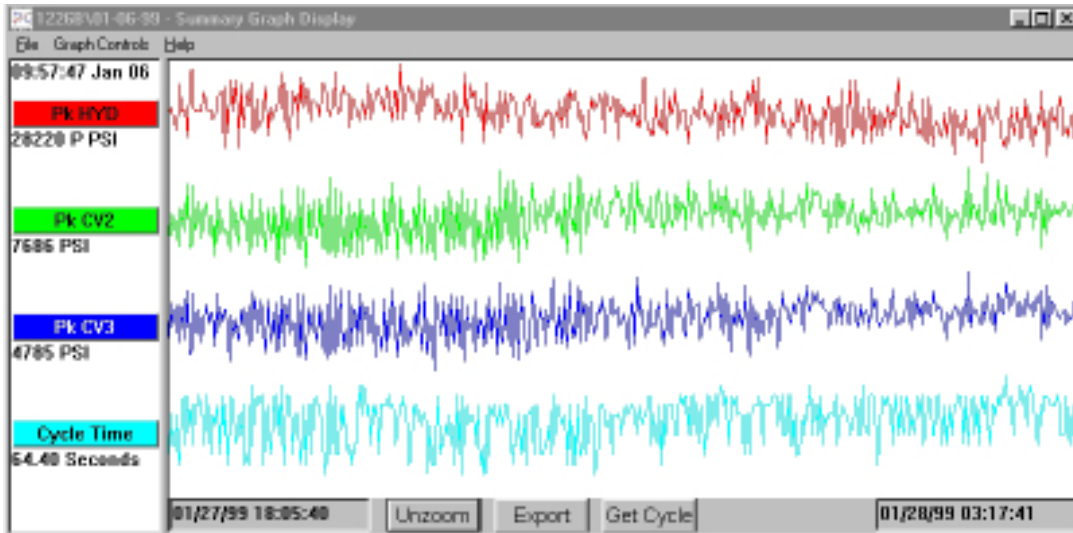 12268\01-06-99 - Summary Graph Display
File Graph Controls Help
09:57:47 Jan 06
Pk HYD
28220 P PSI
Pk CV2
7686 PSI
Pk CV3
4785 PSI
Cycle Time
64.40 Seconds
01/27/99 18:05:40 Unzoom Export Get Cycle 01/28/99 03:17:41